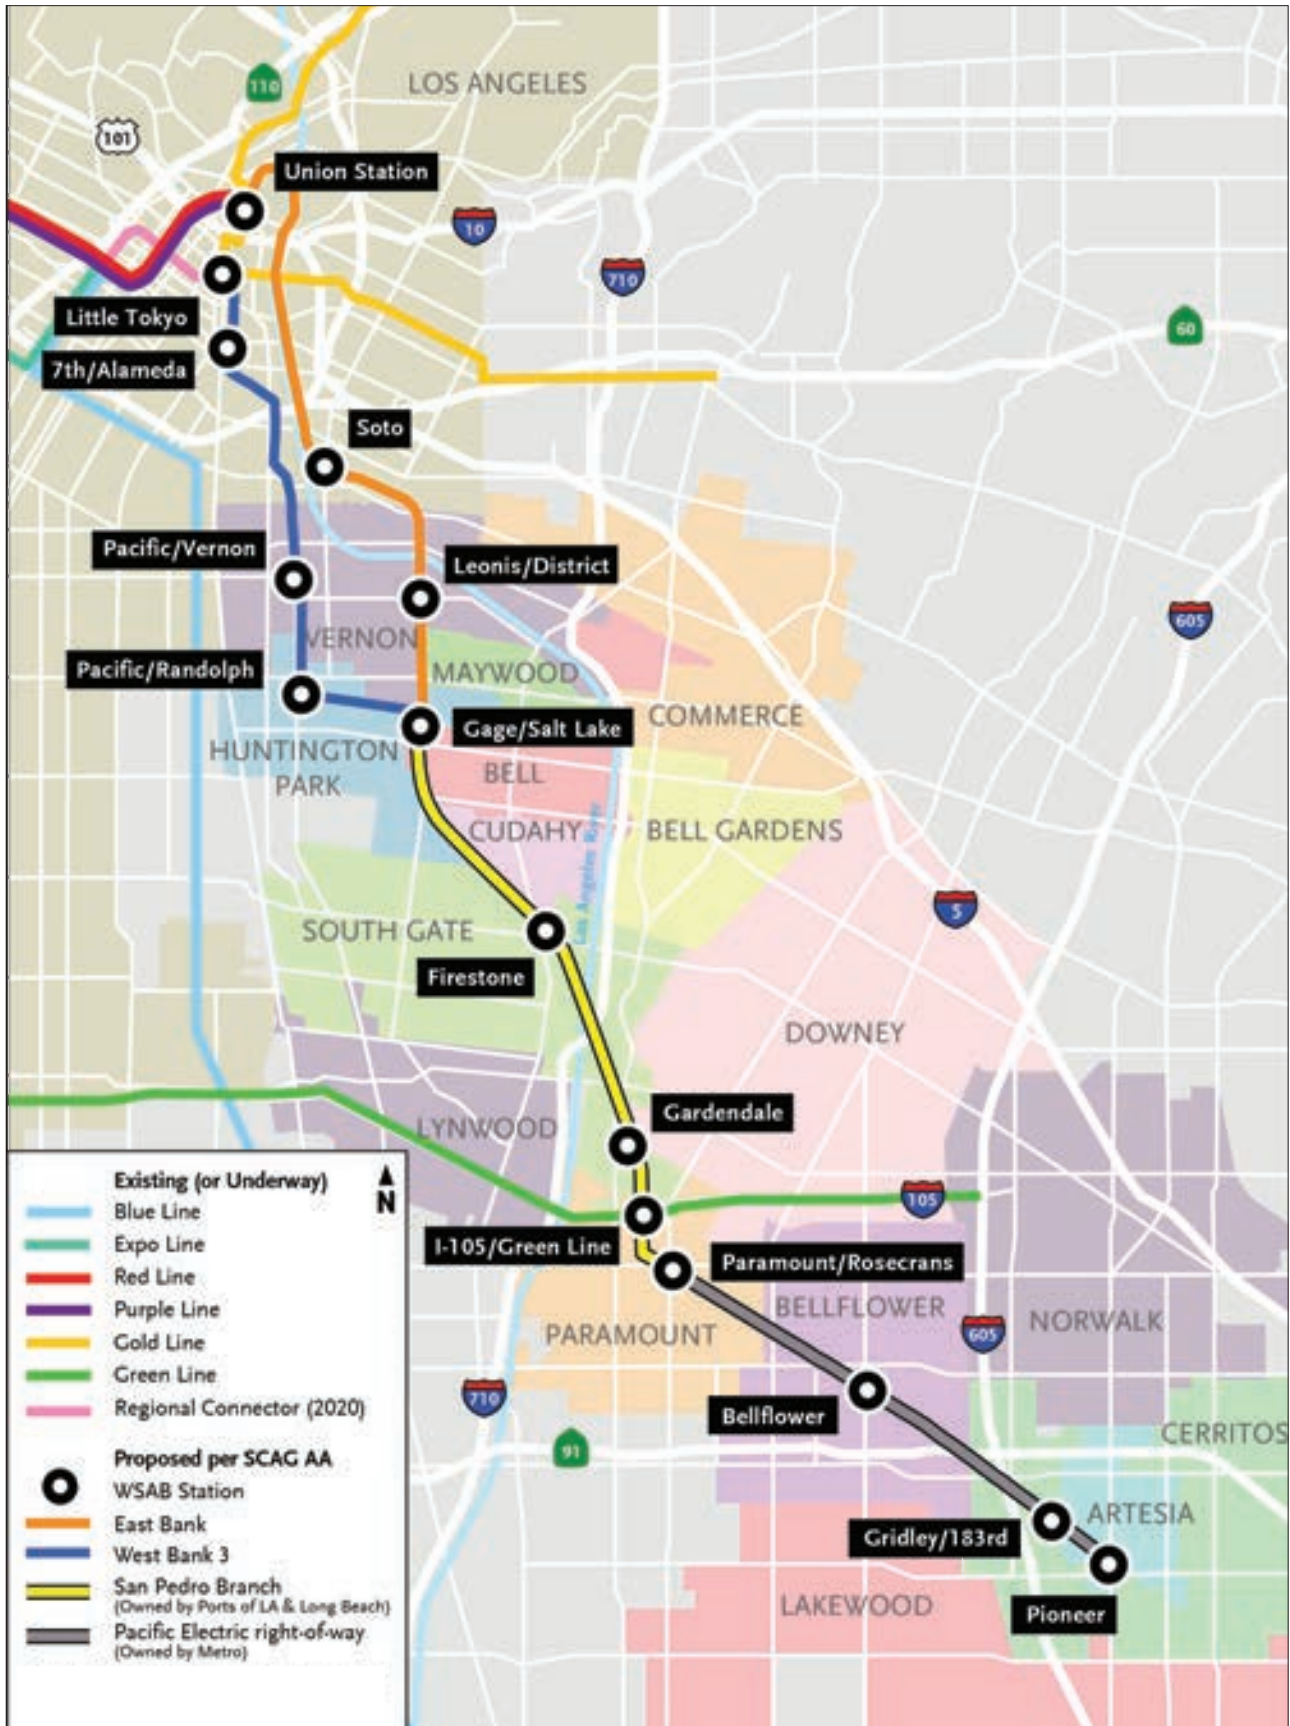 LOS ANGELES
110
101
Union Station
10
710
Little Tokyo
60
7th/Alameda
Soto
Pacific/Vernon
Leonis/District
605
VERNON
Pacific/Randolph
MAYWOOD
COMMERCE
Gage/Salt Lake
HUNTINGTON
PARK
BELL
CUDAHY
BELL GARDENS
Los Angeles River
5
SOUTH GATE
Firestone
DOWNEY
Gardendale
LYNWOOD
105
I-105/Green Line
Paramount/Rosecrans
BELLFLOWER
PARAMOUNT
605
NORWALK
710
Bellflower
91
CERRITOS
ARTESIA
Gridley/183rd
LAKEWOOD
Pioneer
Existing (or Underway)
N
Blue Line
Expo Line
Red Line
Purple Line
Gold Line
Green Line
Regional Connector (2020)
Proposed per SCAG AA
WSAB Station
East Bank
West Bank 3
San Pedro Branch
(Owned by Ports of LA & Long Beach)
Pacific Electric right-of-way
(Owned by Metro)